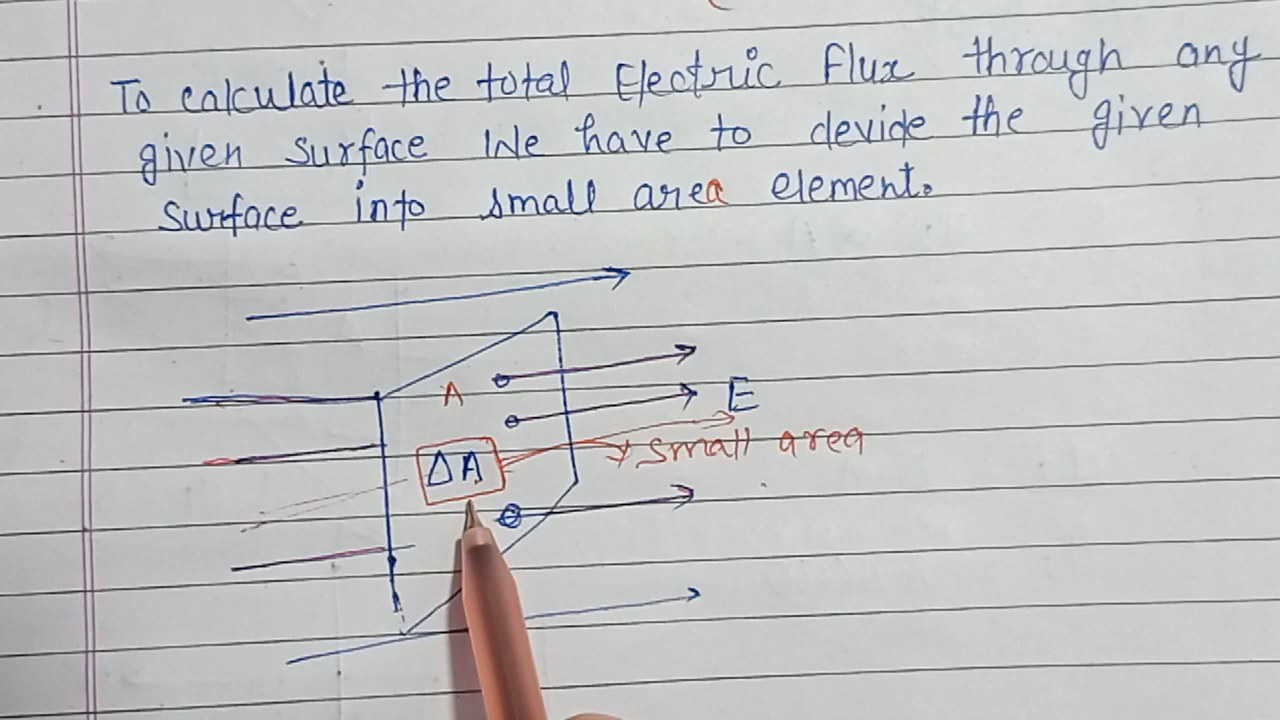 To calculate the total Electric Flux through any
given surface We have to devide the given
Surface into small area element.
A
E
ΔA
small area